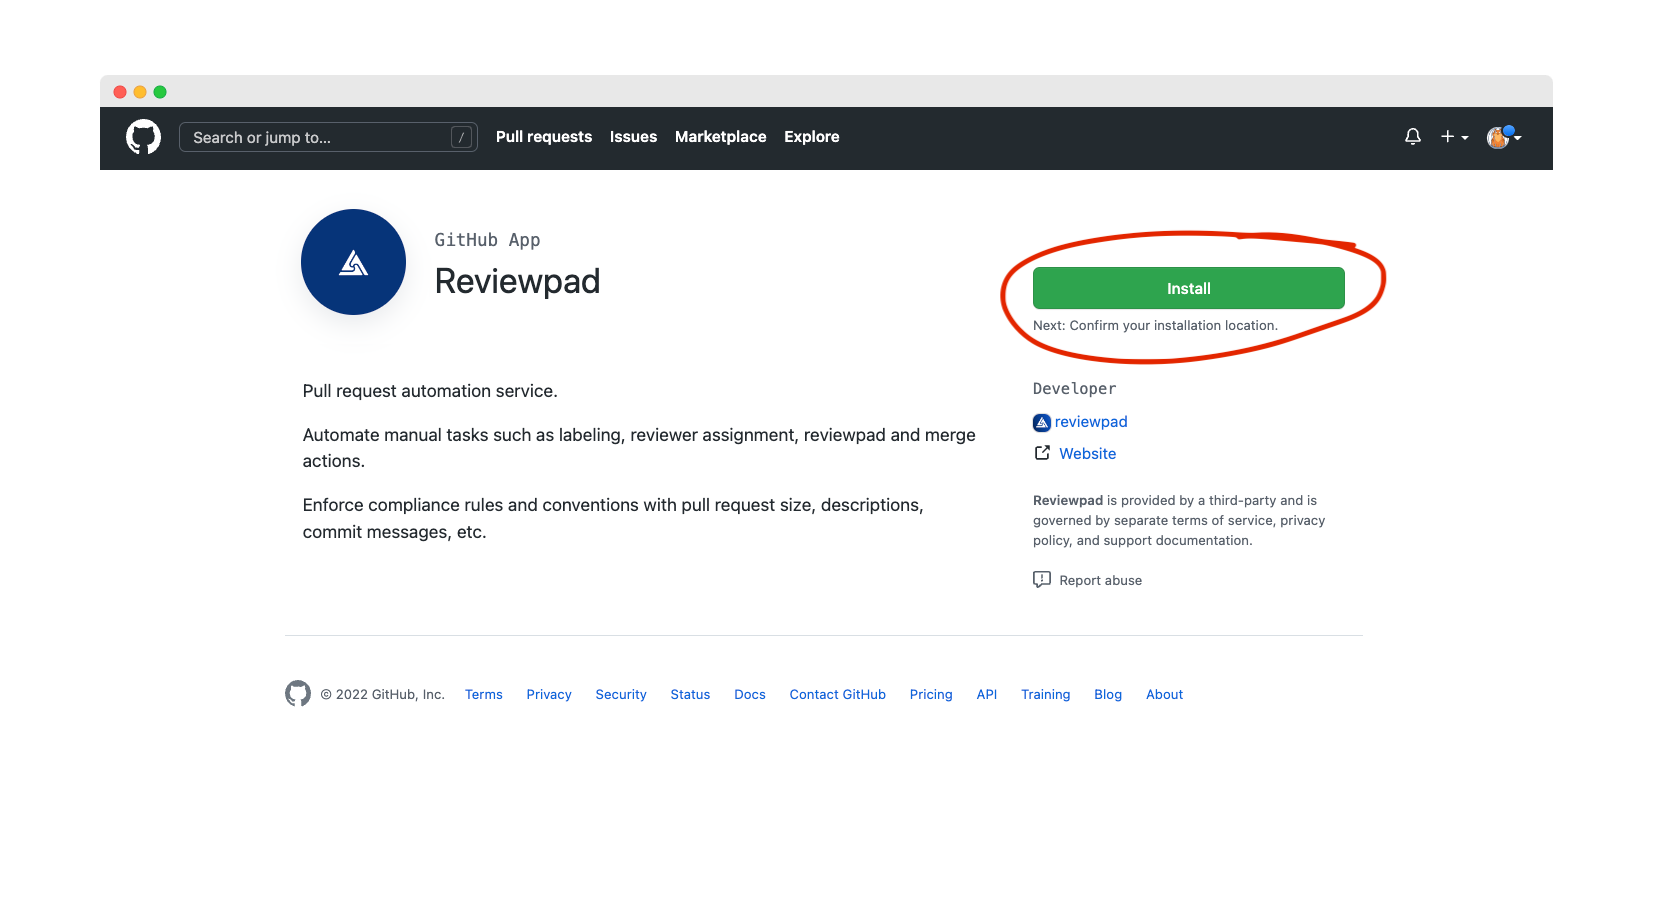 Search or jump to... /
Pull requests Issues Marketplace Explore
GitHub App
Reviewpad
Install
Next: Confirm your installation location.
Pull request automation service.
Automate manual tasks such as labeling, reviewer assignment, reviewpad and merge
actions.
Enforce compliance rules and conventions with pull request size, descriptions,
commit messages, etc.
Developer
reviewpad
Website
Reviewpad is provided by a third-party and is
governed by separate terms of service, privacy
policy, and support documentation.
Report abuse
© 2022 GitHub, Inc. Terms Privacy Security Status Docs Contact GitHub Pricing API Training Blog About